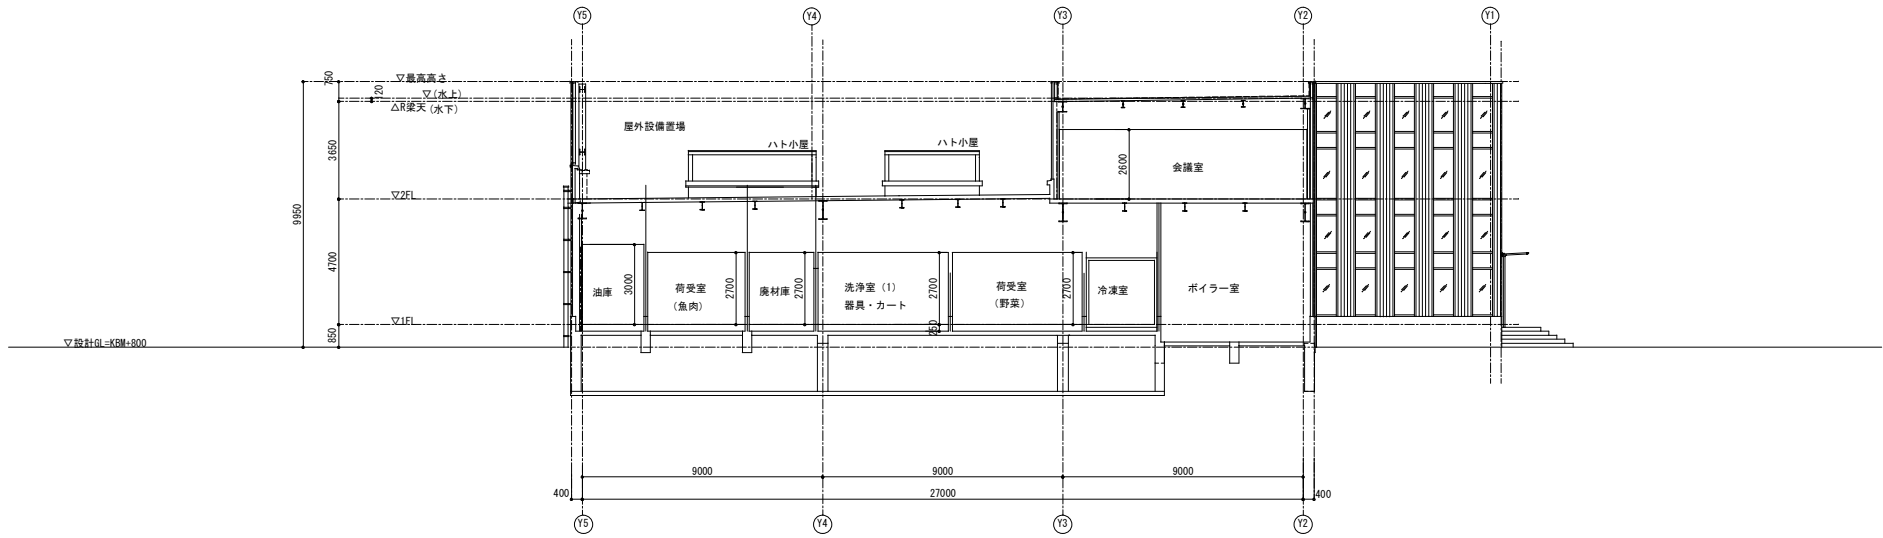 Y5
Y4
Y3
Y2
Y1
▽最高高さ
750
▽(水上)
120
△R梁天(水下)
屋外設備置場
ハト小屋
ハト小屋
3650
2600
会議室
▽2FL
9950
4700
油庫
3000
荷受室
(魚肉)
2700
廃材庫
2700
洗浄室(1)
器具・カート
2700
荷受室
(野菜)
2700
冷凍室
ボイラー室
▽1FL
250
850
▽設計GL=KBM+800
9000
9000
9000
400
27000
400
Y5
Y4
Y3
Y2